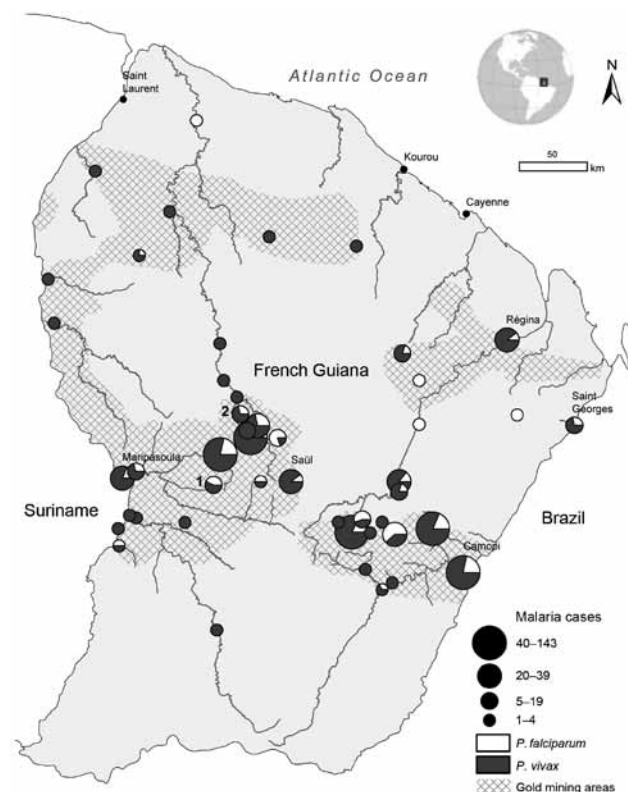 Saint
Laurent
Atlantic Ocean
N
50
km
Kourou
Cayenne
Régina
French Guiana
Saint
Georges
2
Maripasoula
1
Saül
Suriname
Brazil
Camopi
Malaria cases
40–143
20–39
5–19
1–4
P. falciparum
P. vivax
Gold mining areas